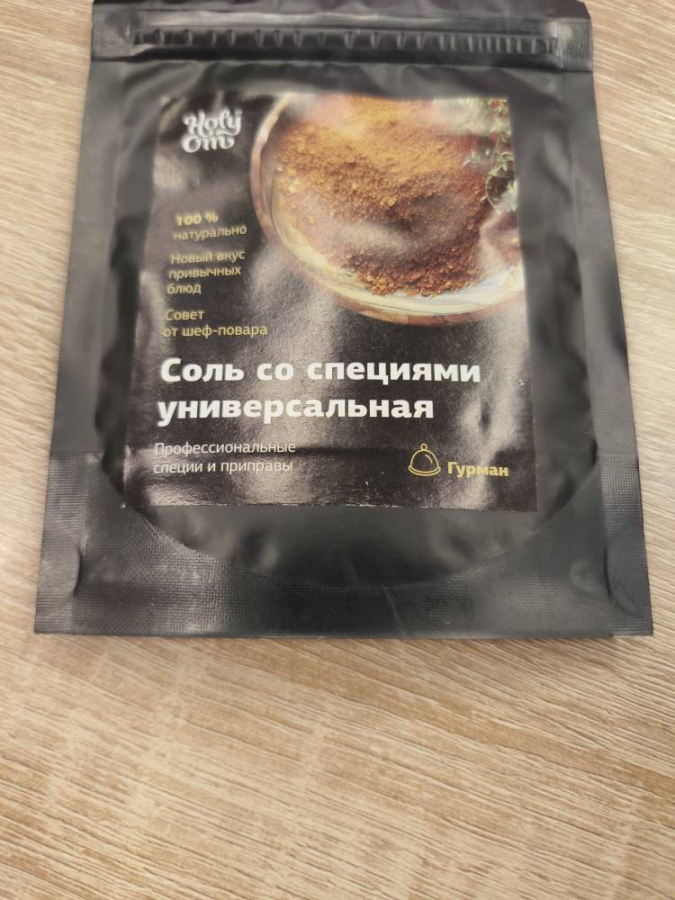 Holy
Om
100 %
натурально
Новый вкус
привычных
блюд
Совет
от шеф-повара
Соль со специями
универсальная
Профессиональные
специи и приправы
Гурман